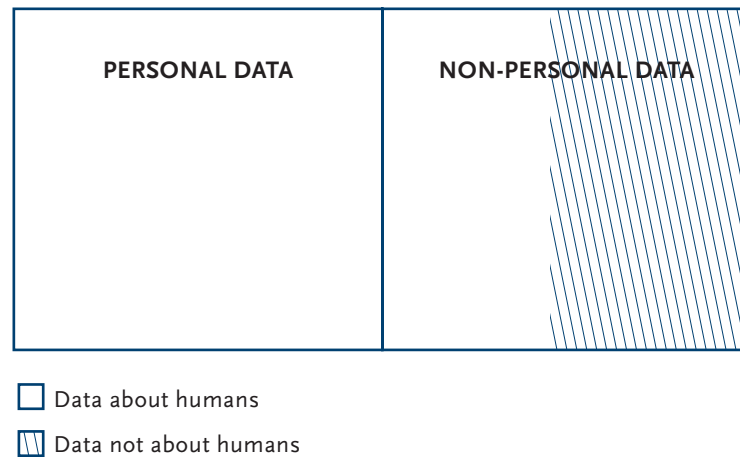 PERSONAL DATA
NON-PERSONAL DATA
Data about humans
Data not about humans